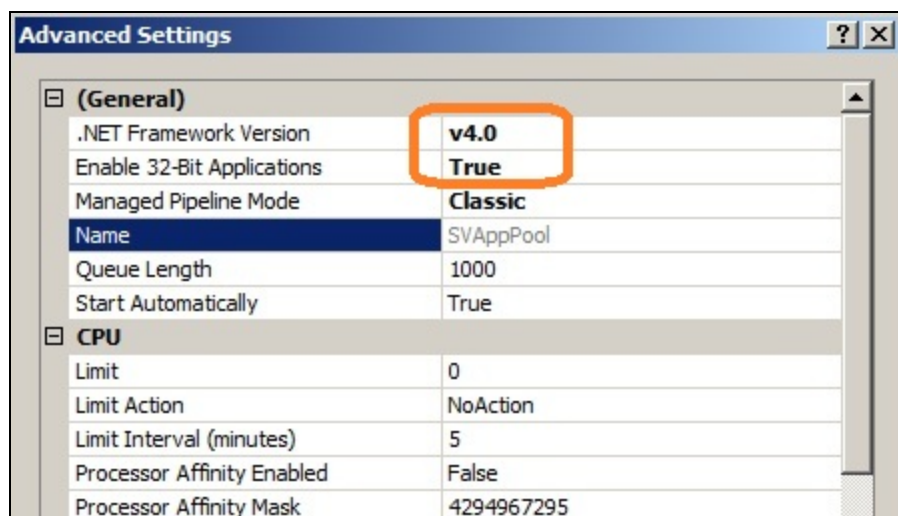 Advanced Settings
(General)
.NET Framework Version v4.0
Enable 32-Bit Applications True
Managed Pipeline Mode Classic
Name SVAppPool
Queue Length 1000
Start Automatically True
CPU
Limit 0
Limit Action NoAction
Limit Interval (minutes) 5
Processor Affinity Enabled False
Processor Affinity Mask 4294967295